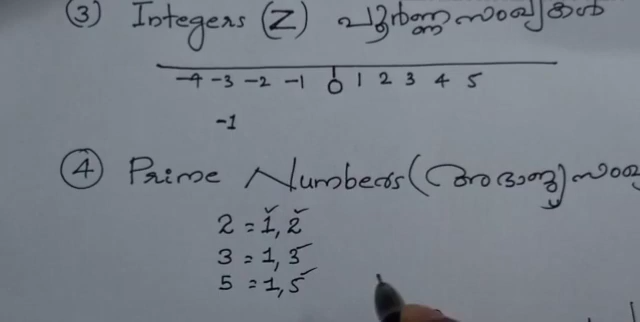 ③ Integers (Z) പൂർണ്ണസംഖ്യകൾ
-4 -3 -2 -1 0 1 2 3 4 5
-1
④ Prime Numbers (അഭാജ്യസംഖ
2 = 1, 2
3 = 1, 3
5 = 1, 5